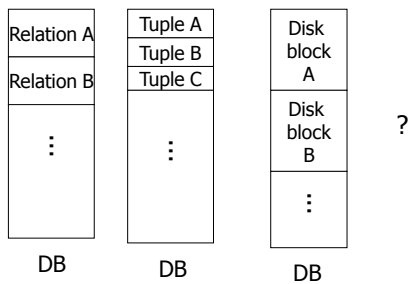 Relation A
Relation B
⋮
DB
Tuple A
Tuple B
Tuple C
⋮
DB
Disk
block
A
Disk
block
B
⋮
DB
?